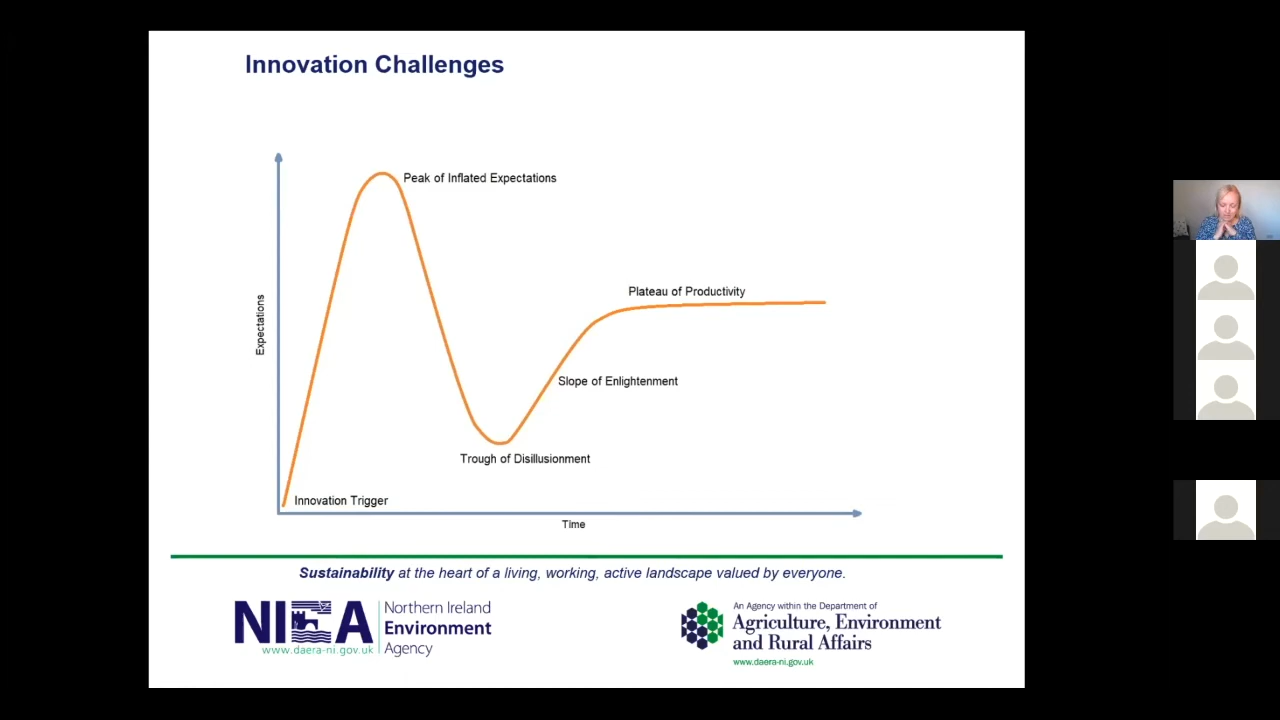 Innovation Challenges
Peak of Inflated Expectations
Plateau of Productivity
Expectations
Slope of Enlightenment
Trough of Disillusionment
Innovation Trigger
Time
Sustainability at the heart of a living, working, active landscape valued by everyone.
NIEA
www.daera-ni.gov.uk
Northern Ireland
Environment
Agency
An Agency within the Department of
Agriculture, Environment
and Rural Affairs
www.daera-ni.gov.uk